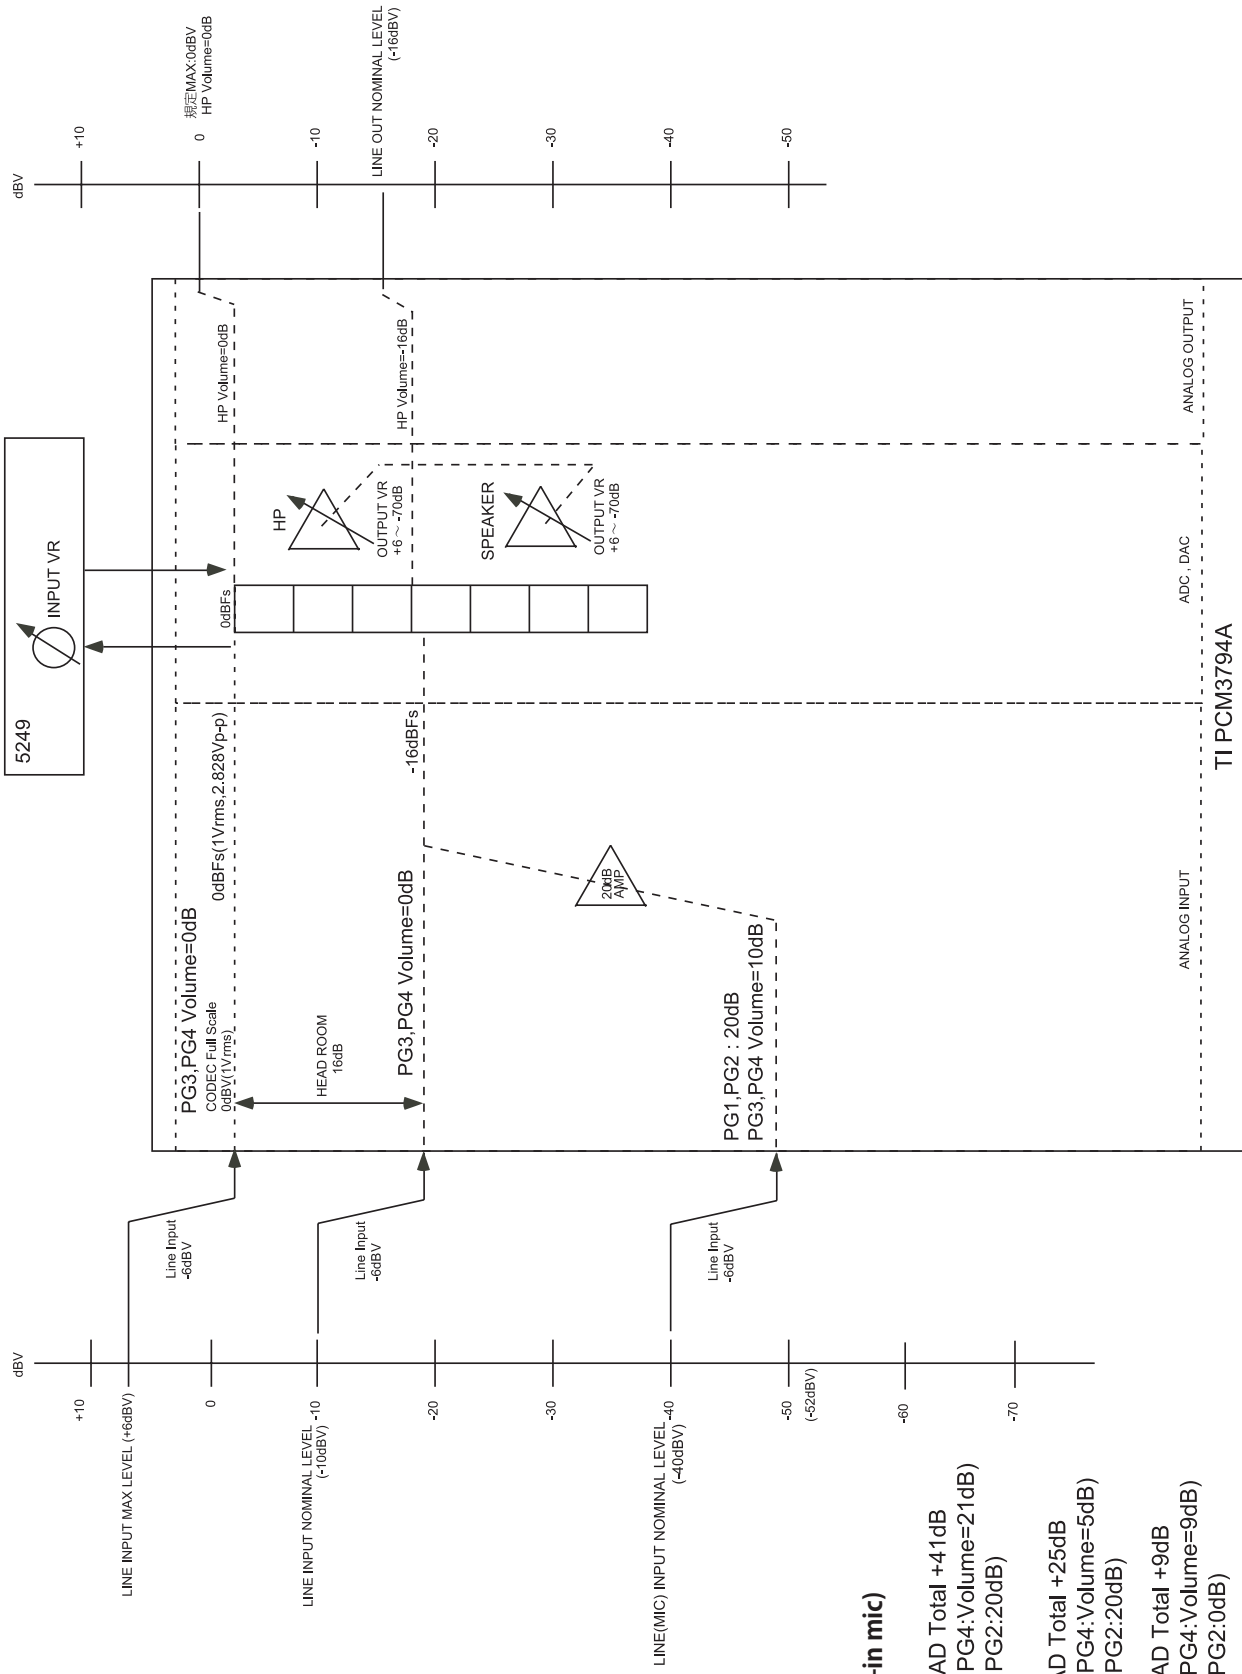 5249
INPUT VR
dBV
+10
0
-10
-20
-30
-40
-50
(-52dBV)
-60
-70
LINE INPUT MAX LEVEL (+6dBV)
LINE INPUT NOMINAL LEVEL
(-10dBV)
LINE(MIC) INPUT NOMINAL LEVEL
(-40dBV)
Line Input
-6dBV
Line Input
-6dBV
Line Input
-6dBV
PG3,PG4 Volume=0dB
CODEC Full Scale
0dBV(1Vrms)
0dBFs(1Vrms,2.828Vp-p)
HEAD ROOM
16dB
PG3,PG4 Volume=0dB
-16dBFs
20dB
AMP
PG1,PG2 : 20dB
PG3,PG4 Volume=10dB
ANALOG INPUT
0dBFs
HP
OUTPUT VR
+6 ~ -70dB
SPEAKER
OUTPUT VR
+6 ~ -70dB
ADC , DAC
HP Volume=0dB
HP Volume=-16dB
ANALOG OUTPUT
TI PCM3794A
dBV
+10
0
-10
-20
-30
-40
-50
規定MAX:0dBV
HP Volume=0dB
LINE OUT NOMINAL LEVEL
(-16dBV)
-in mic)
AD Total +41dB
PG4:Volume=21dB)
PG2:20dB)
AD Total +25dB
PG4:Volume=5dB)
PG2:20dB)
AD Total +9dB
PG4:Volume=9dB)
PG2:0dB)